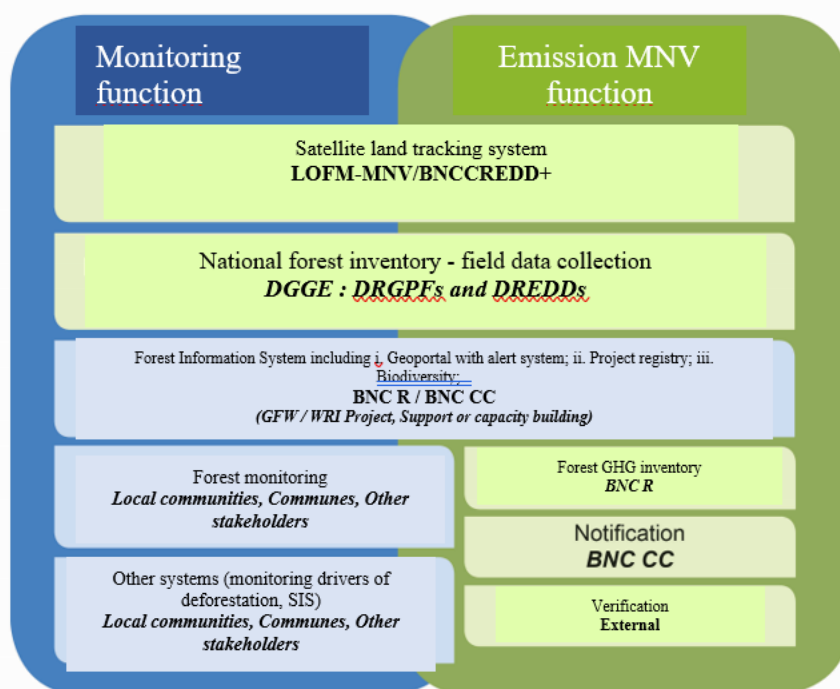 Monitoring
function
Emission MNV
function
Satellite land tracking system
LOFM-MNV/BNCCREDD+
National forest inventory - field data collection
DGGE : DRGPFs and DREDDs
Forest Information System including i, Geoportal with alert system; ii. Project registry; iii.
Biodiversity;
BNC R / BNC CC
(GFW / WRI Project, Support or capacity building)
Forest monitoring
Local communities, Communes, Other
stakeholders
Forest GHG inventory
BNC R
Notification
BNC CC
Other systems (monitoring drivers of
deforestation, SIS)
Local communities, Communes, Other
stakeholders
Verification
External